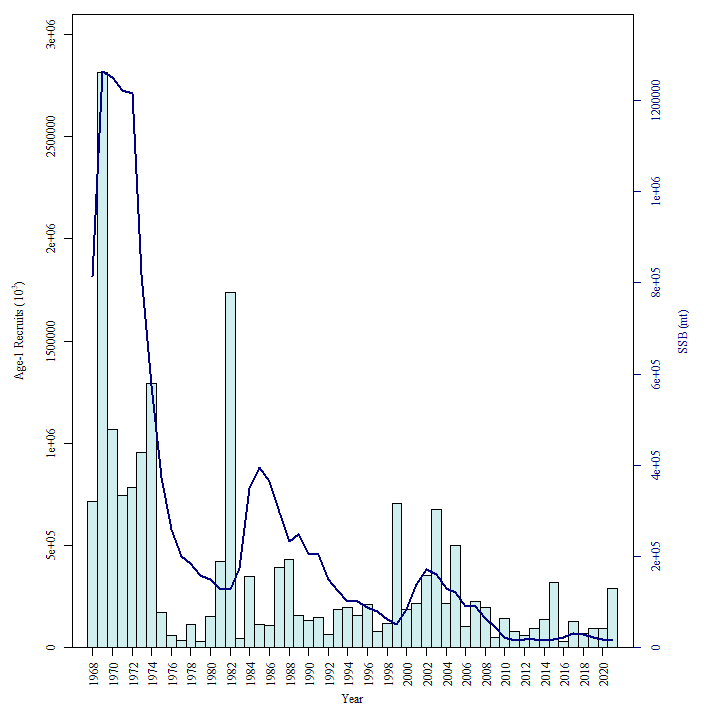 3e+06
2500000
2e+06
1500000
1e+06
5e+05
0
Age-1 Recruits (10³)
1200000
1e+06
8e+05
6e+05
4e+05
2e+05
0
SSB (mt)
1968 1970 1972 1974 1976 1978 1980 1982 1984 1986 1988 1990 1992 1994 1996 1998 2000 2002 2004 2006 2008 2010 2012 2014 2016 2018 2020
Year